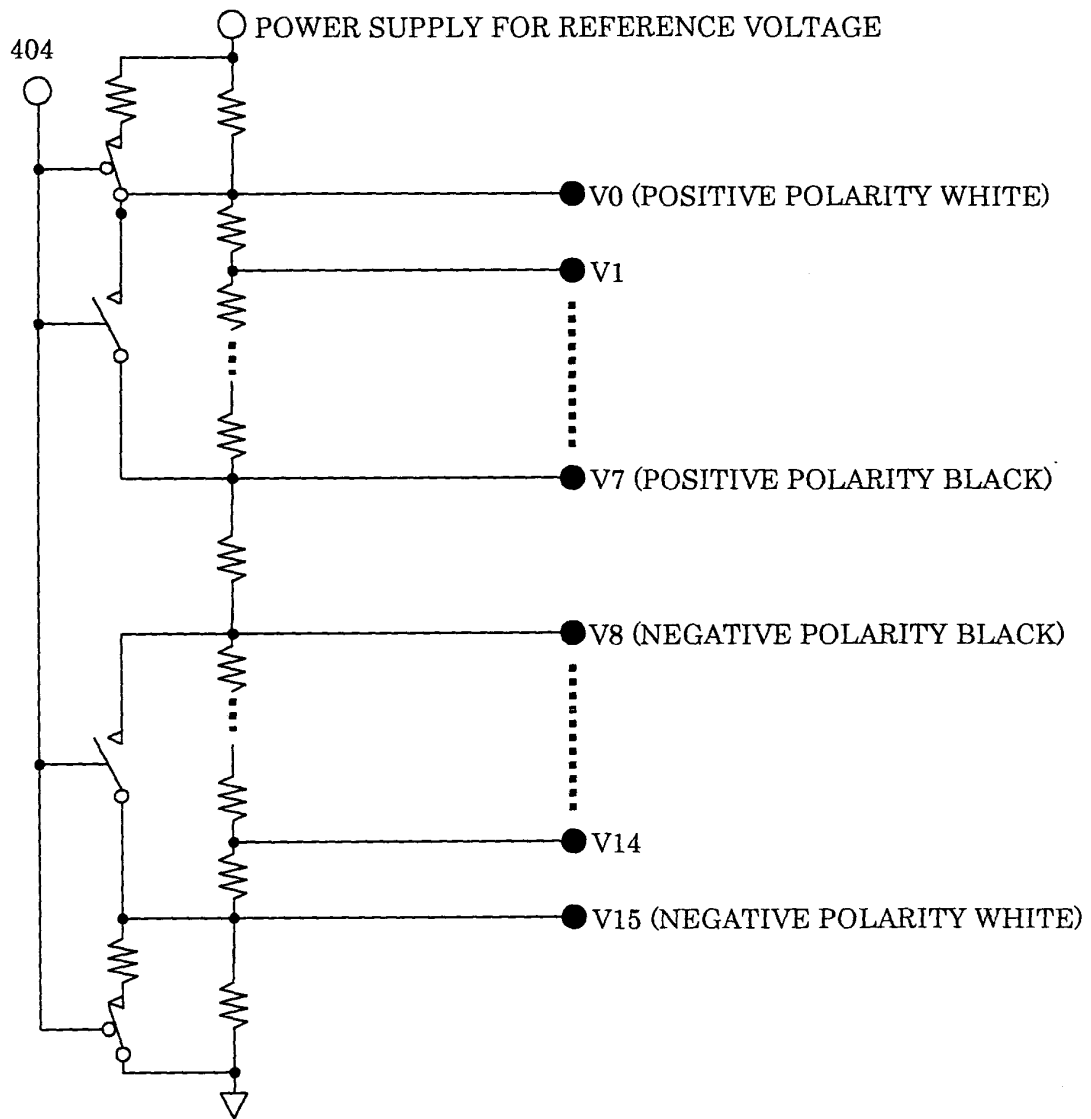 POWER SUPPLY FOR REFERENCE VOLTAGE
404
V0 (POSITIVE POLARITY WHITE)
V1
V7 (POSITIVE POLARITY BLACK)
V8 (NEGATIVE POLARITY BLACK)
V14
V15 (NEGATIVE POLARITY WHITE)